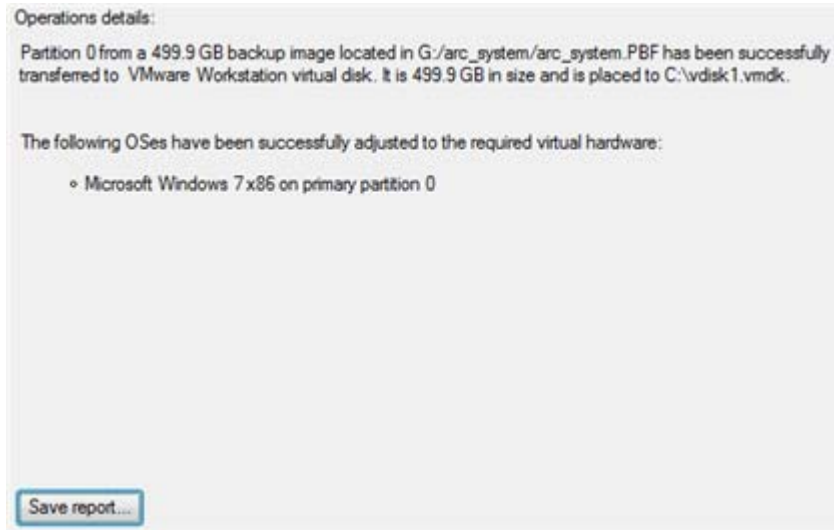 Operations details:
Partition 0 from a 499.9 GB backup image located in G:/arc_system/arc_system.PBF has been successfully
transferred to VMware Workstation virtual disk. It is 499.9 GB in size and is placed to C:\vdisk1.vmdk.
The following OSes have been successfully adjusted to the required virtual hardware:
• Microsoft Windows 7 x86 on primary partition 0
Save report...